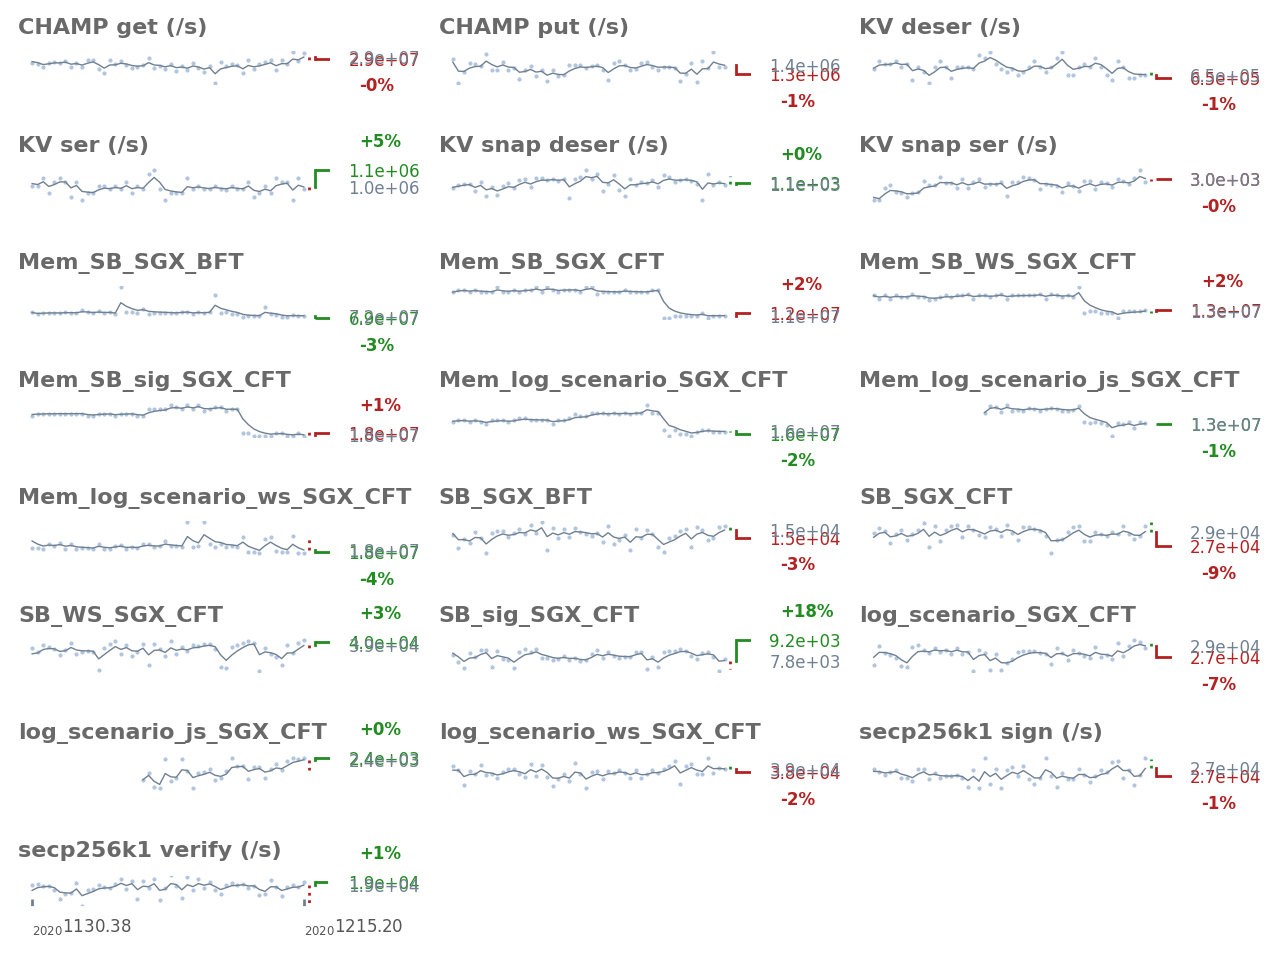 CHAMP get (/s)
2.9e+07
2.9e+07
-0%
CHAMP put (/s)
1.4e+06
1.3e+06
-1%
KV deser (/s)
6.5e+05
6.5e+05
-1%
KV ser (/s)
+5%
1.1e+06
1.0e+06
KV snap deser (/s)
+0%
1.1e+03
1.1e+03
KV snap ser (/s)
3.0e+03
3.0e+03
-0%
Mem_SB_SGX_BFT
6.9e+07
-3%
Mem_SB_SGX_CFT
+2%
1.2e+07
1.1e+07
Mem_SB_WS_SGX_CFT
+2%
1.3e+07
1.3e+07
Mem_SB_sig_SGX_CFT
+1%
1.8e+07
1.8e+07
Mem_log_scenario_SGX_CFT
1.6e+07
1.6e+07
-2%
Mem_log_scenario_js_SGX_CFT
1.3e+07
1.3e+07
-1%
Mem_log_scenario_ws_SGX_CFT
1.8e+07
1.8e+07
-4%
SB_SGX_BFT
1.5e+04
1.5e+04
-3%
SB_SGX_CFT
2.9e+04
2.7e+04
-9%
SB_WS_SGX_CFT
+3%
4.0e+04
3.9e+04
SB_sig_SGX_CFT
+18%
9.2e+03
7.8e+03
log_scenario_SGX_CFT
2.9e+04
2.7e+04
-7%
log_scenario_js_SGX_CFT
+0%
2.4e+03
2.4e+03
log_scenario_ws_SGX_CFT
3.9e+04
3.8e+04
-2%
secp256k1 sign (/s)
2.7e+04
2.7e+04
-1%
secp256k1 verify (/s)
+1%
1.9e+04
1.9e+04
20201130.38
20201215.20